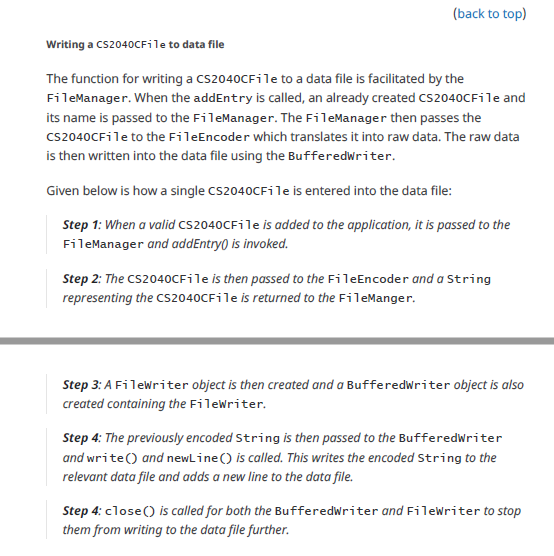 (back to top)
Writing a CS2040CFile to data file
The function for writing a CS2040CFile to a data file is facilitated by the
FileManager. When the addEntry is called, an already created CS2040CFile and
its name is passed to the FileManager. The FileManager then passes the
CS2040CFile to the FileEncoder which translates it into raw data. The raw data
is then written into the data file using the BufferedWriter.
Given below is how a single CS2040CFile is entered into the data file:
Step 1: When a valid CS2040CFile is added to the application, it is passed to the
FileManager and addEntry() is invoked.
Step 2: The CS2040CFile is then passed to the FileEncoder and a String
representing the CS2040CFile is returned to the FileManger.
Step 3: A FileWriter object is then created and a BufferedWriter object is also
created containing the FileWriter.
Step 4: The previously encoded String is then passed to the BufferedWriter
and write() and newLine() is called. This writes the encoded String to the
relevant data file and adds a new line to the data file.
Step 4: close() is called for both the BufferedWriter and FileWriter to stop
them from writing to the data file further.